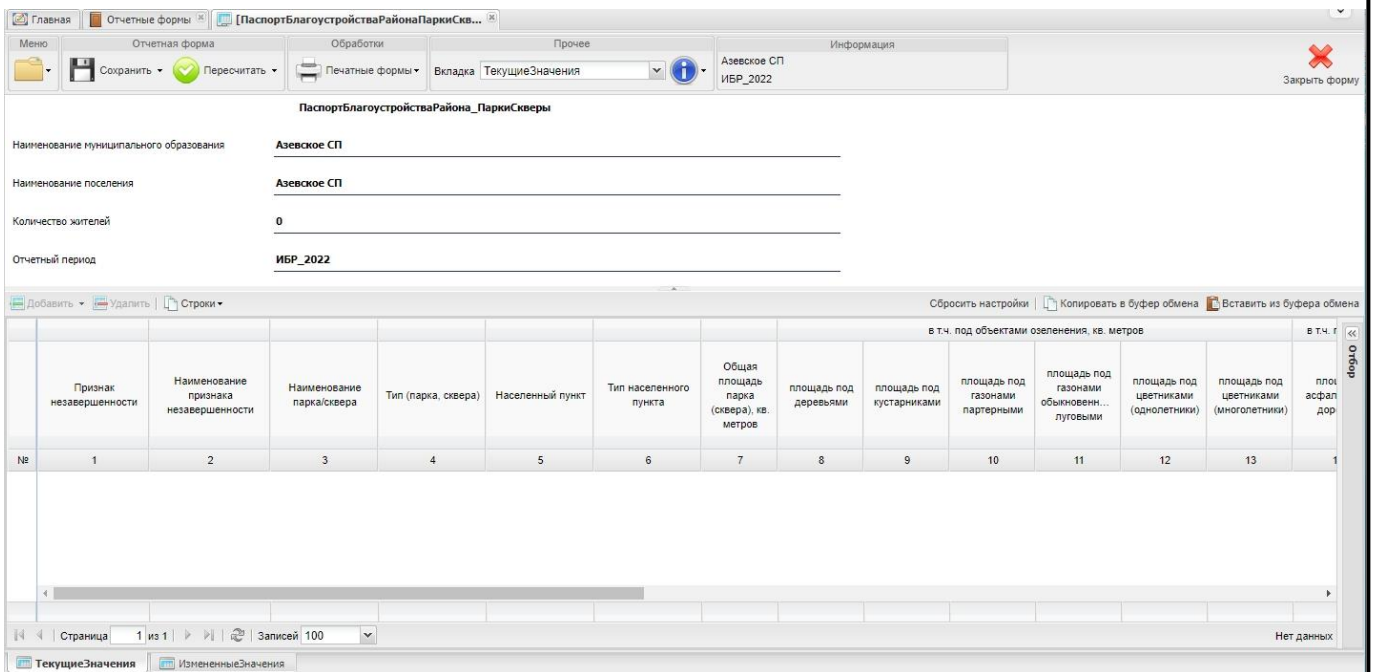 Главная
Отчетные формы
[ПаспортБлагоустройстваРайонаПаркиСкв...
Меню
Отчетная форма
Обработки
Прочее
Информация
Сохранить
Пересчитать
Печатные формы
Вкладка
ТекущиеЗначения
Азевское СП
ИБР_2022
Закрыть форму
ПаспортБлагоустройстваРайона_ПаркиСкверы
Наименование муниципального образования
Азевское СП
Наименование поселения
Азевское СП
Количество жителей
0
Отчетный период
ИБР_2022
Добавить
Удалить
Строки
Сбросить настройки
Копировать в буфер обмена
Вставить из буфера обмена
в т.ч. под объектами озеленения, кв. метров
в т.ч.
Отбор
Признак
незавершенности
Наименование
признака
незавершенности
Наименование
парка/сквера
Тип (парка, сквера)
Населенный пункт
Тип населенного
пункта
Общая
площадь
парка
(сквера), кв.
метров
площадь под
деревьями
площадь под
кустарниками
площадь под
газонами
партерными
площадь под
газонами
обыкновенн...
луговыми
площадь под
цветниками
(однолетники)
площадь под
цветниками
(многолетники)
№ 1 2 3 4 5 6 7 8 9 10 11 12 13
Страница 1 из 1
Записей 100
Нет данных
ТекущиеЗначения
ИзмененныеЗначения